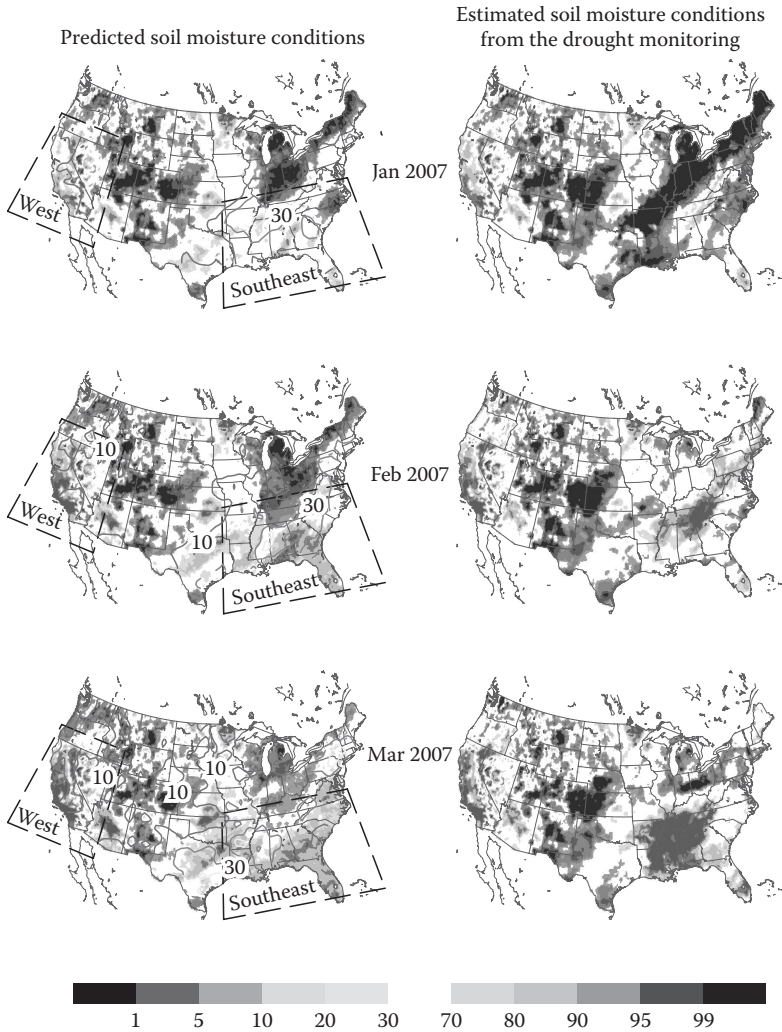 Predicted soil moisture conditions
Estimated soil moisture conditions
from the drought monitoring
Jan 2007
West
30
Southeast
Feb 2007
10
West
30
10
Southeast
Mar 2007
10
10
10
West
30
Southeast
1 5 10 20 30
70 80 90 95 99